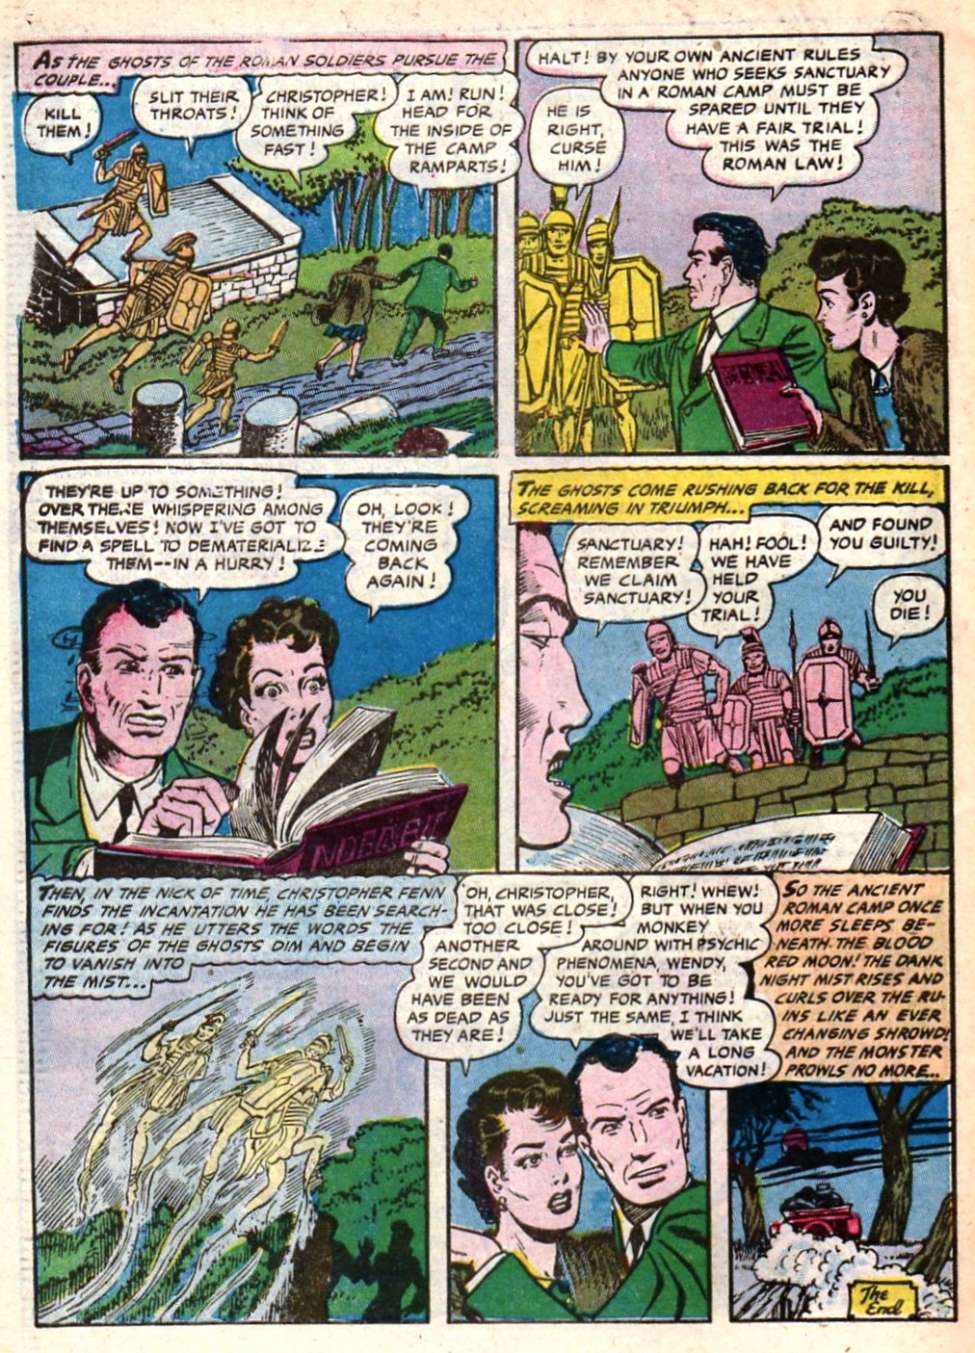 AS THE GHOSTS OF THE ROMAN SOLDIERS PURSUE THE
COUPLE...
KILL
THEM!
SLIT THEIR
THROATS!
CHRISTOPHER!
THINK OF
SOMETHING
FAST!
I AM! RUN!
HEAD FOR
THE INSIDE OF
THE CAMP
RAMPARTS!
HALT! BY YOUR OWN ANCIENT RULES
ANYONE WHO SEEKS SANCTUARY
IN A ROMAN CAMP MUST BE
SPARED UNTIL THEY
HAVE A FAIR TRIAL!
THIS WAS THE
ROMAN LAW!
HE IS
RIGHT,
CURSE
HIM!
THEY'RE UP TO SOMETHING!
OVER THERE WHISPERING AMONG
THEMSELVES! NOW I'VE GOT TO
FIND A SPELL TO DEMATERIALIZE
THEM--IN A HURRY!
OH, LOOK!
THEY'RE
COMING
BACK
AGAIN!
THE GHOSTS COME RUSHING BACK FOR THE KILL,
SCREAMING IN TRIUMPH...
SANCTUARY!
REMEMBER
WE CLAIM
SANCTUARY!
HAH! FOOL!
WE HAVE
HELD
YOUR
TRIAL!
AND FOUND
YOU GUILTY!
YOU
DIE!
THEN, IN THE NICK OF TIME, CHRISTOPHER FENN
FINDS THE INCANTATION HE HAS BEEN SEARCH-
ING FOR! AS HE UTTERS THE WORDS THE
FIGURES OF THE GHOSTS DIM AND BEGIN
TO VANISH INTO
THE MIST...
OH, CHRISTOPHER,
THAT WAS CLOSE!
TOO CLOSE!
ANOTHER
SECOND AND
WE WOULD
HAVE BEEN
AS DEAD AS
THEY ARE!
RIGHT! WHEW!
BUT WHEN YOU
MONKEY
AROUND WITH PSYCHIC
PHENOMENA, WENDY,
YOU'VE GOT TO BE
READY FOR ANYTHING!
JUST THE SAME, I THINK
WE'LL TAKE
A LONG
VACATION!
SO THE ANCIENT
ROMAN CAMP ONCE
MORE SLEEPS BE-
NEATH THE BLOOD
RED MOON! THE DANK
NIGHT MIST RISES AND
CURLS OVER THE RU-
INS LIKE AN EVER
CHANGING SHROWD!
AND THE MONSTER
PROWLS NO MORE...
The
End